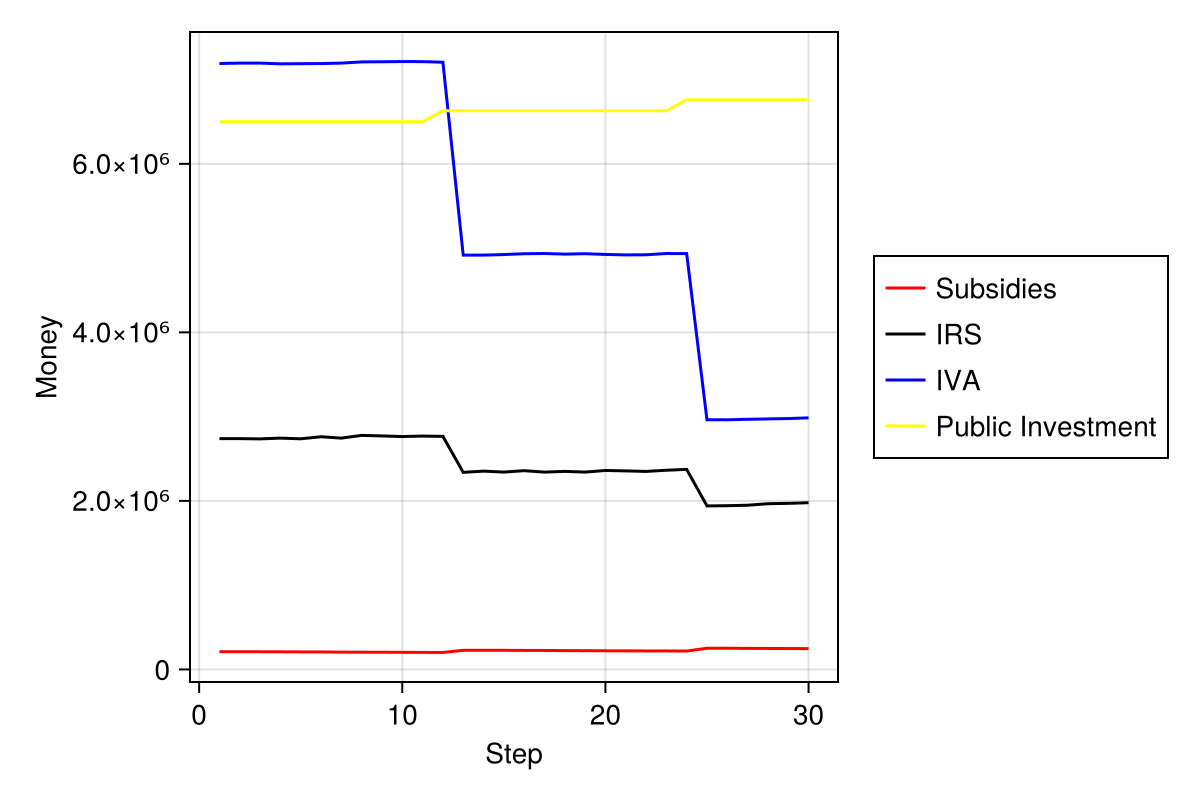 6.0×10⁶
4.0×10⁶
2.0×10⁶
0
Money
0 10 20 30
Step
Subsidies
IRS
IVA
Public Investment